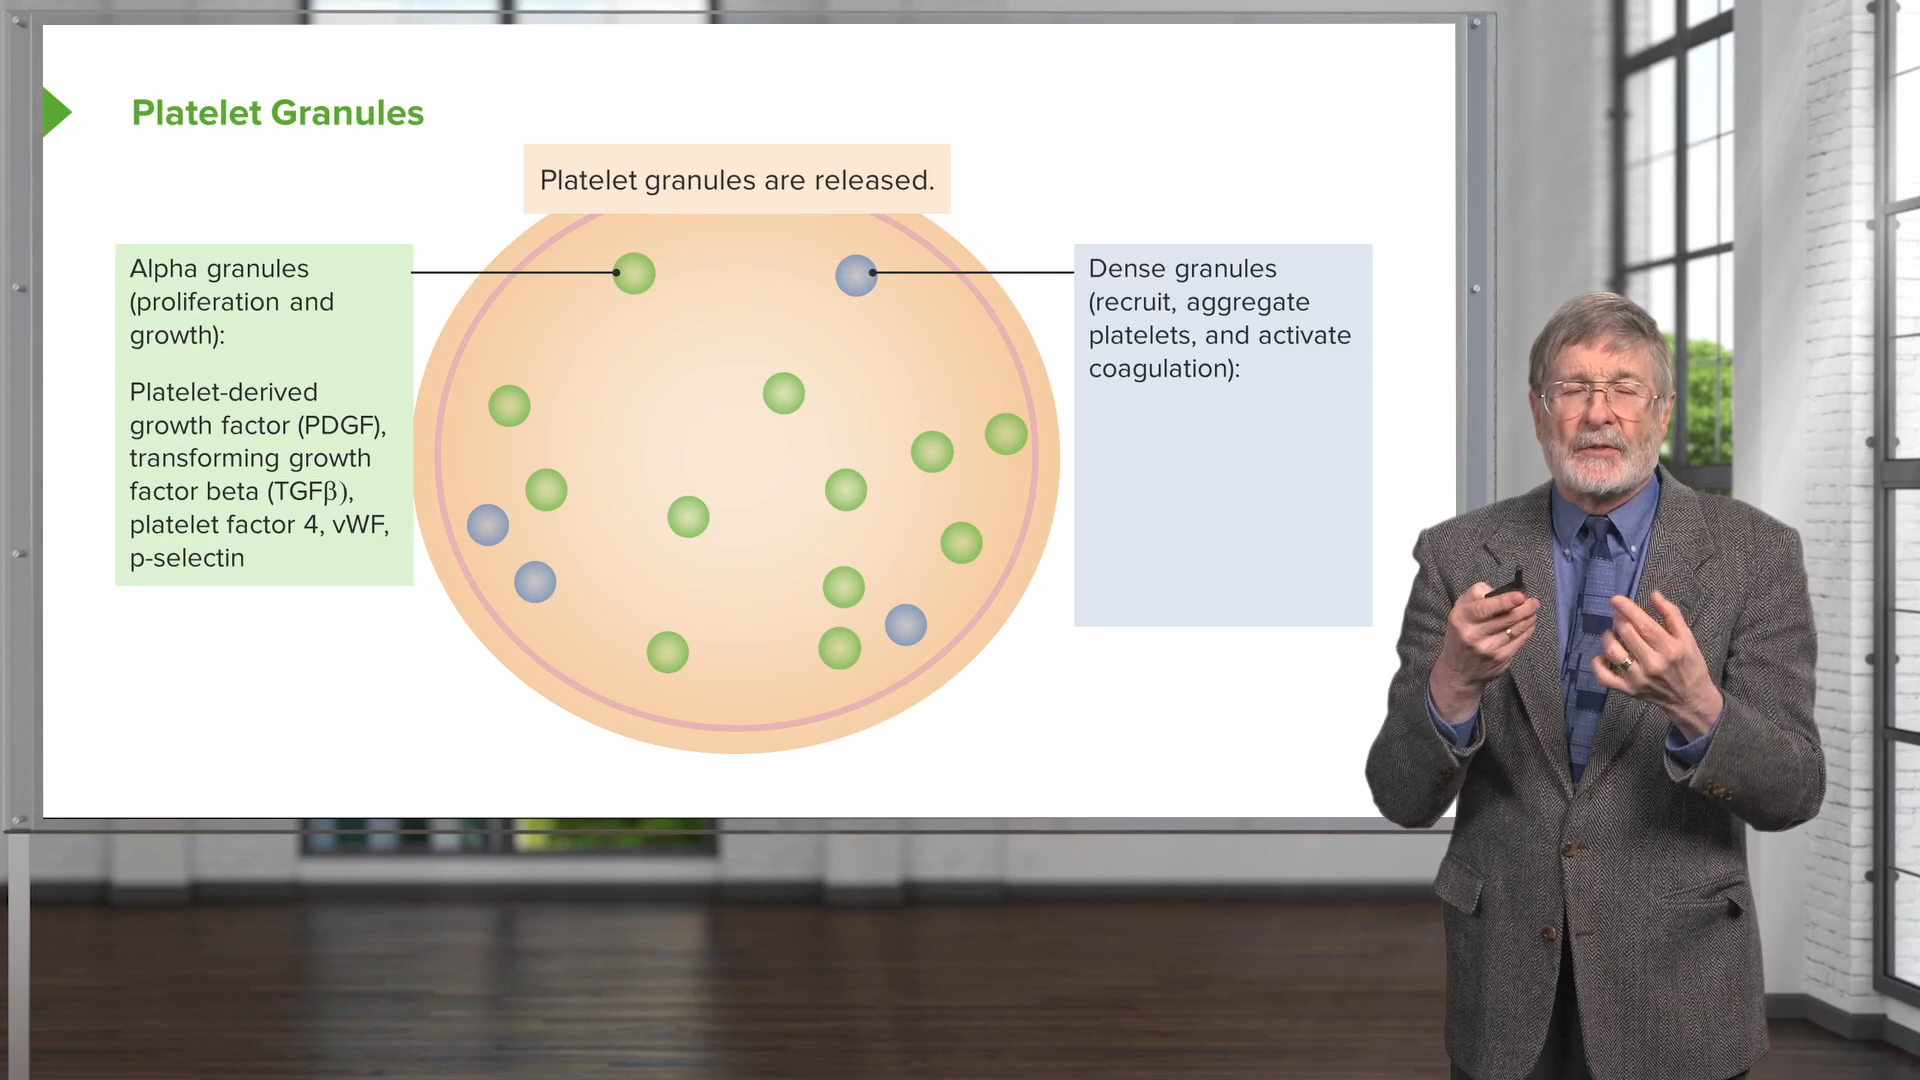 Platelet Granules
Platelet granules are released.
Alpha granules
(proliferation and
growth):
Platelet-derived
growth factor (PDGF),
transforming growth
factor beta (TGFβ),
platelet factor 4, vWF,
p-selectin
Dense granules
(recruit, aggregate
platelets, and activate
coagulation):